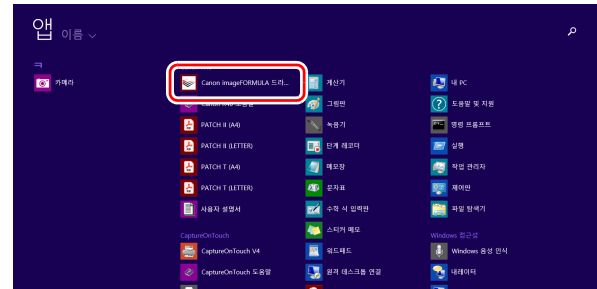 앱 이름
ㅋ
카메라
Canon imageFORMULA 드라...
PATCH II (A4)
PATCH II (LETTER)
PATCH T (A4)
PATCH T (LETTER)
사용자 설명서
CaptureOnTouch
CaptureOnTouch V4
CaptureOnTouch 도움말
계산기
그림판
녹음기
단계 레코더
메모장
문자표
수학 식 입력판
스티커 메모
워드패드
원격 데스크톱 연결
내 PC
도움말 및 지원
명령 프롬프트
실행
작업 관리자
제어판
파일 탐색기
Windows 접근성
Windows 음성 인식
내레이터